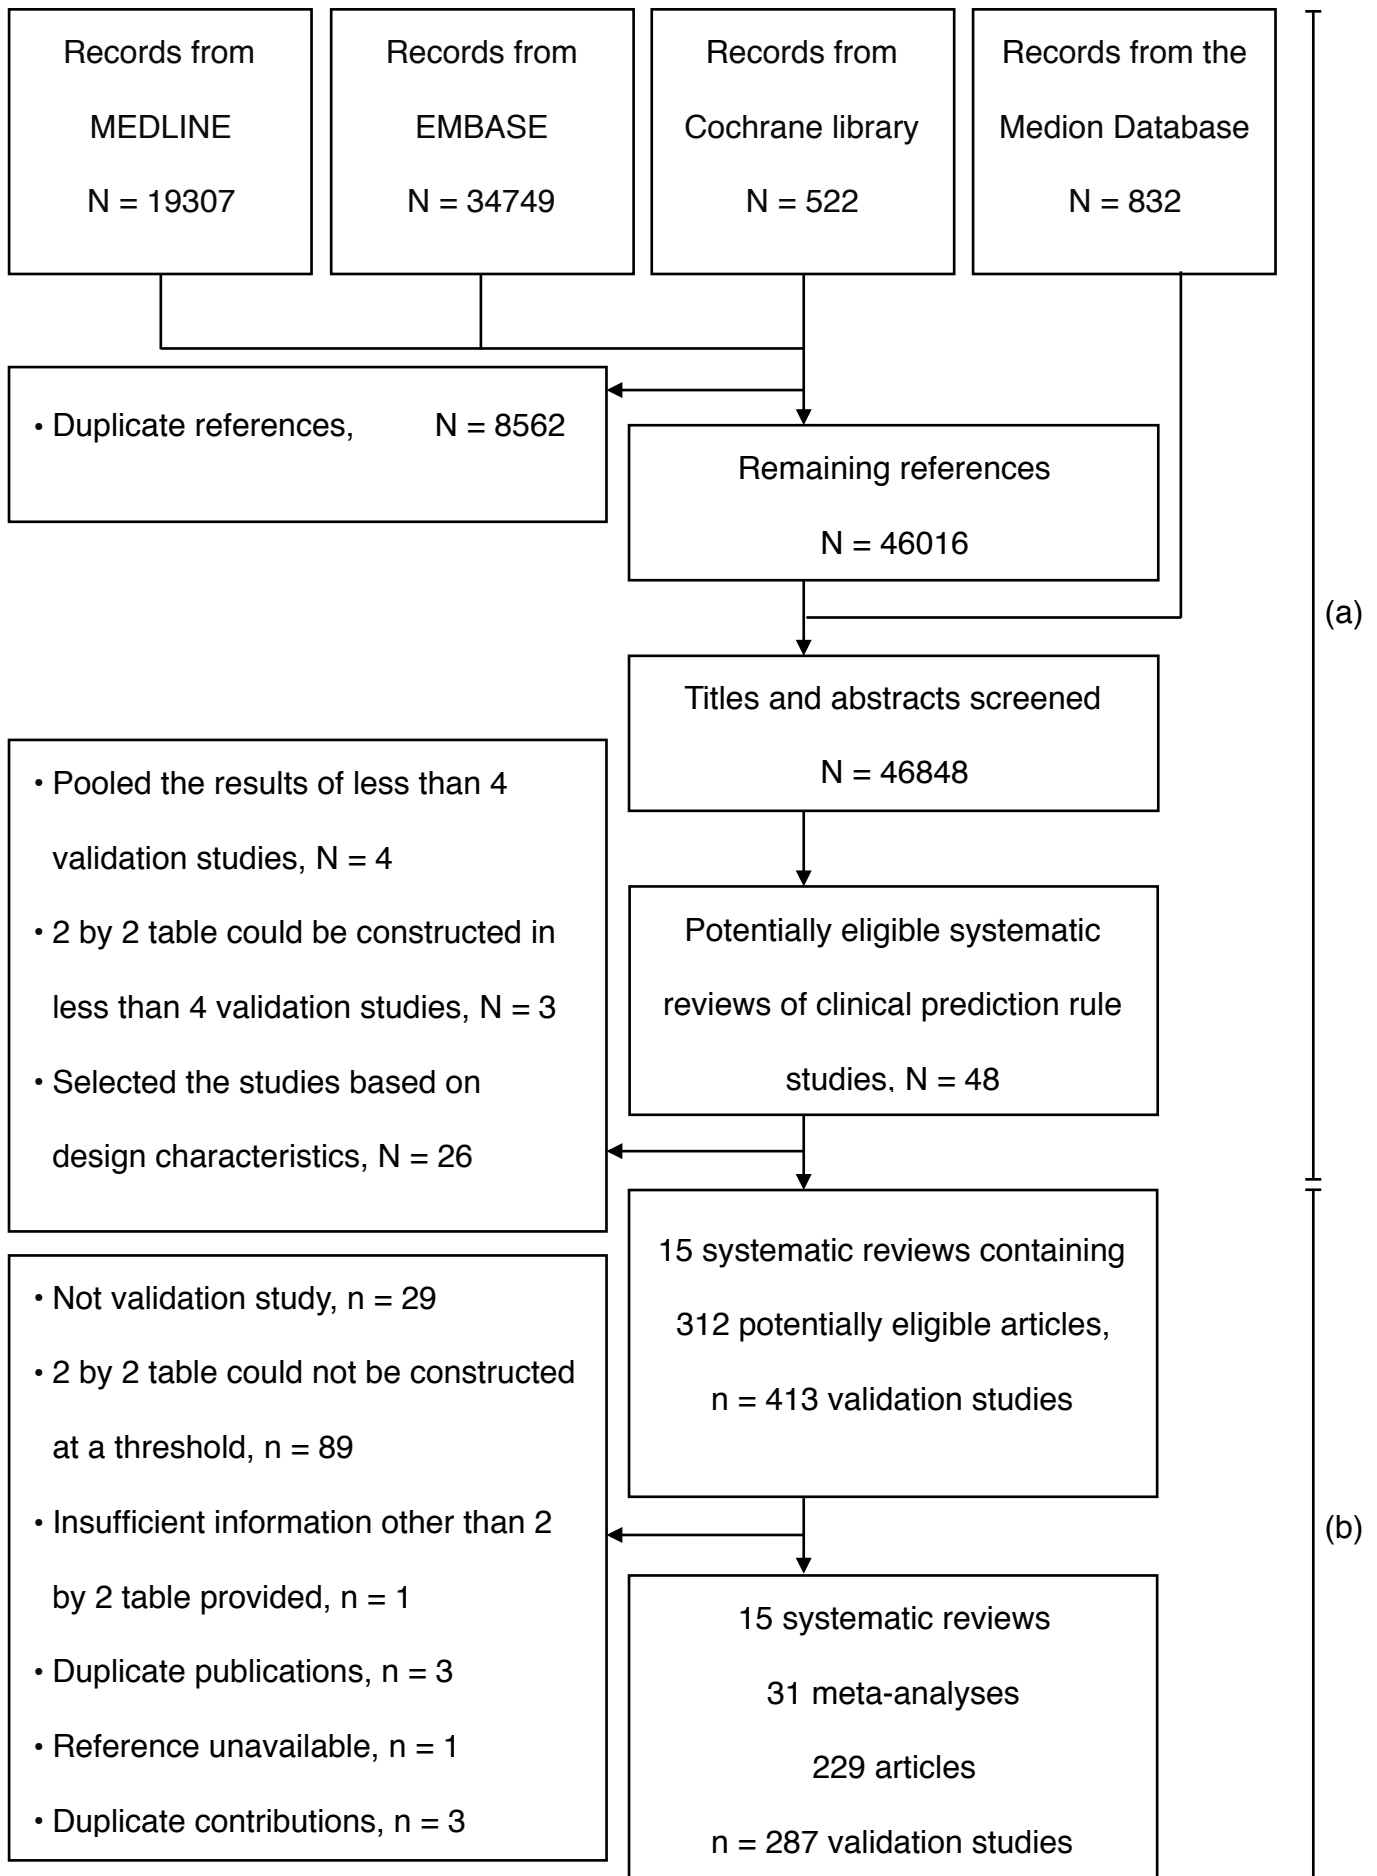 Records from
MEDLINE
N = 19307
Records from
EMBASE
N = 34749
Records from
Cochrane library
N = 522
Records from the
Medion Database
N = 832
• Duplicate references, N = 8562
Remaining references
N = 46016
(a)
Titles and abstracts screened
N = 46848
• Pooled the results of less than 4
validation studies, N = 4
• 2 by 2 table could be constructed in
less than 4 validation studies, N = 3
• Selected the studies based on
design characteristics, N = 26
Potentially eligible systematic
reviews of clinical prediction rule
studies, N = 48
15 systematic reviews containing
312 potentially eligible articles,
n = 413 validation studies
• Not validation study, n = 29
• 2 by 2 table could not be constructed
at a threshold, n = 89
• Insufficient information other than 2
by 2 table provided, n = 1
• Duplicate publications, n = 3
• Reference unavailable, n = 1
• Duplicate contributions, n = 3
(b)
15 systematic reviews
31 meta-analyses
229 articles
n = 287 validation studies